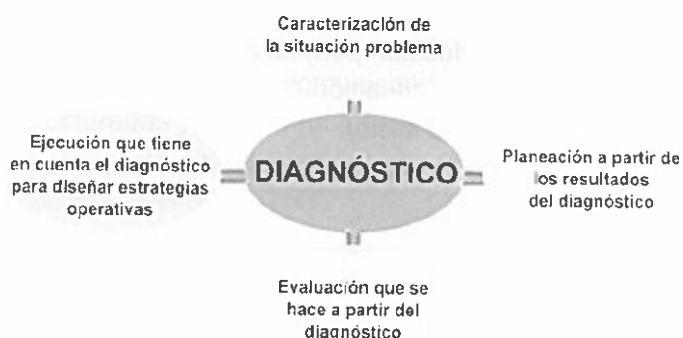 Caracterización de
la situación problema
Ejecución que tiene
en cuenta el diagnóstico
para diseñar estrategias
operativas
DIAGNÓSTICO
Planeación a partir de
los resultados
del diagnóstico
Evaluación que se
hace a partir del
diagnóstico